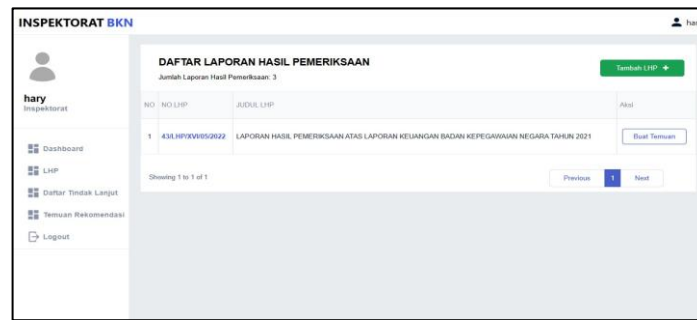 INSPEKTORAT BKN
har
hary
Inspektorat
Dashboard
LHP
Daftar Tindak Lanjut
Temuan Rekomendasi
Logout
DAFTAR LAPORAN HASIL PEMERIKSAAN
Jumlah Laporan Hasil Pemeriksaan: 3
Tambah LHP +
NO NO LHP JUDUL LHP Aksi
1 43/LHP/XVI/05/2022 LAPORAN HASIL PEMERIKSAAN ATAS LAPORAN KEUANGAN BADAN KEPEGAWAIAN NEGARA TAHUN 2021 Buat Temuan
Showing 1 to 1 of 1
Previous 1 Next